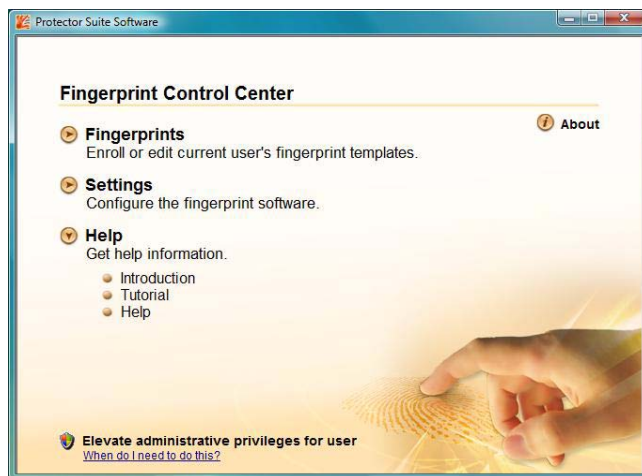 Protector Suite Software
Fingerprint Control Center
About
Fingerprints
Enroll or edit current user's fingerprint templates.
Settings
Configure the fingerprint software.
Help
Get help information.
Introduction
Tutorial
Help
Elevate administrative privileges for user
When do I need to do this?